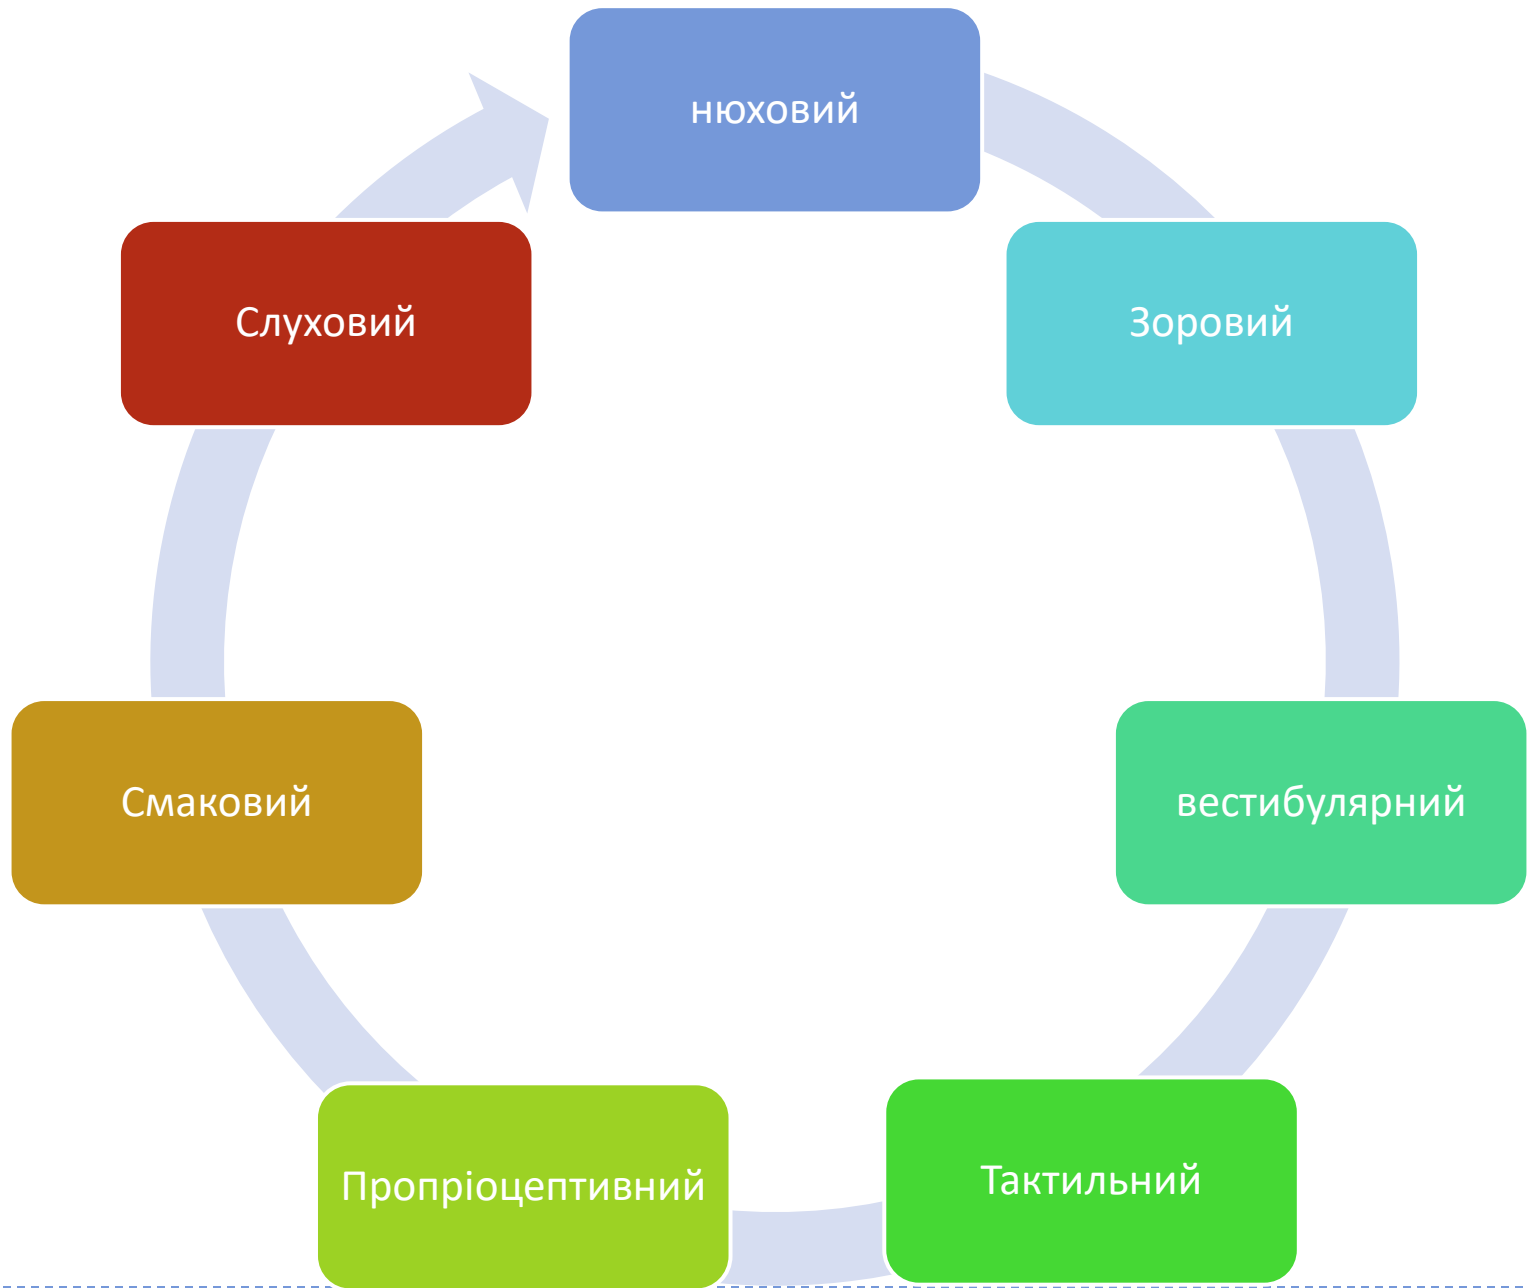 нюховий
Зоровий
вестибулярний
Тактильний
Пропріоцептивний
Смаковий
Слуховий